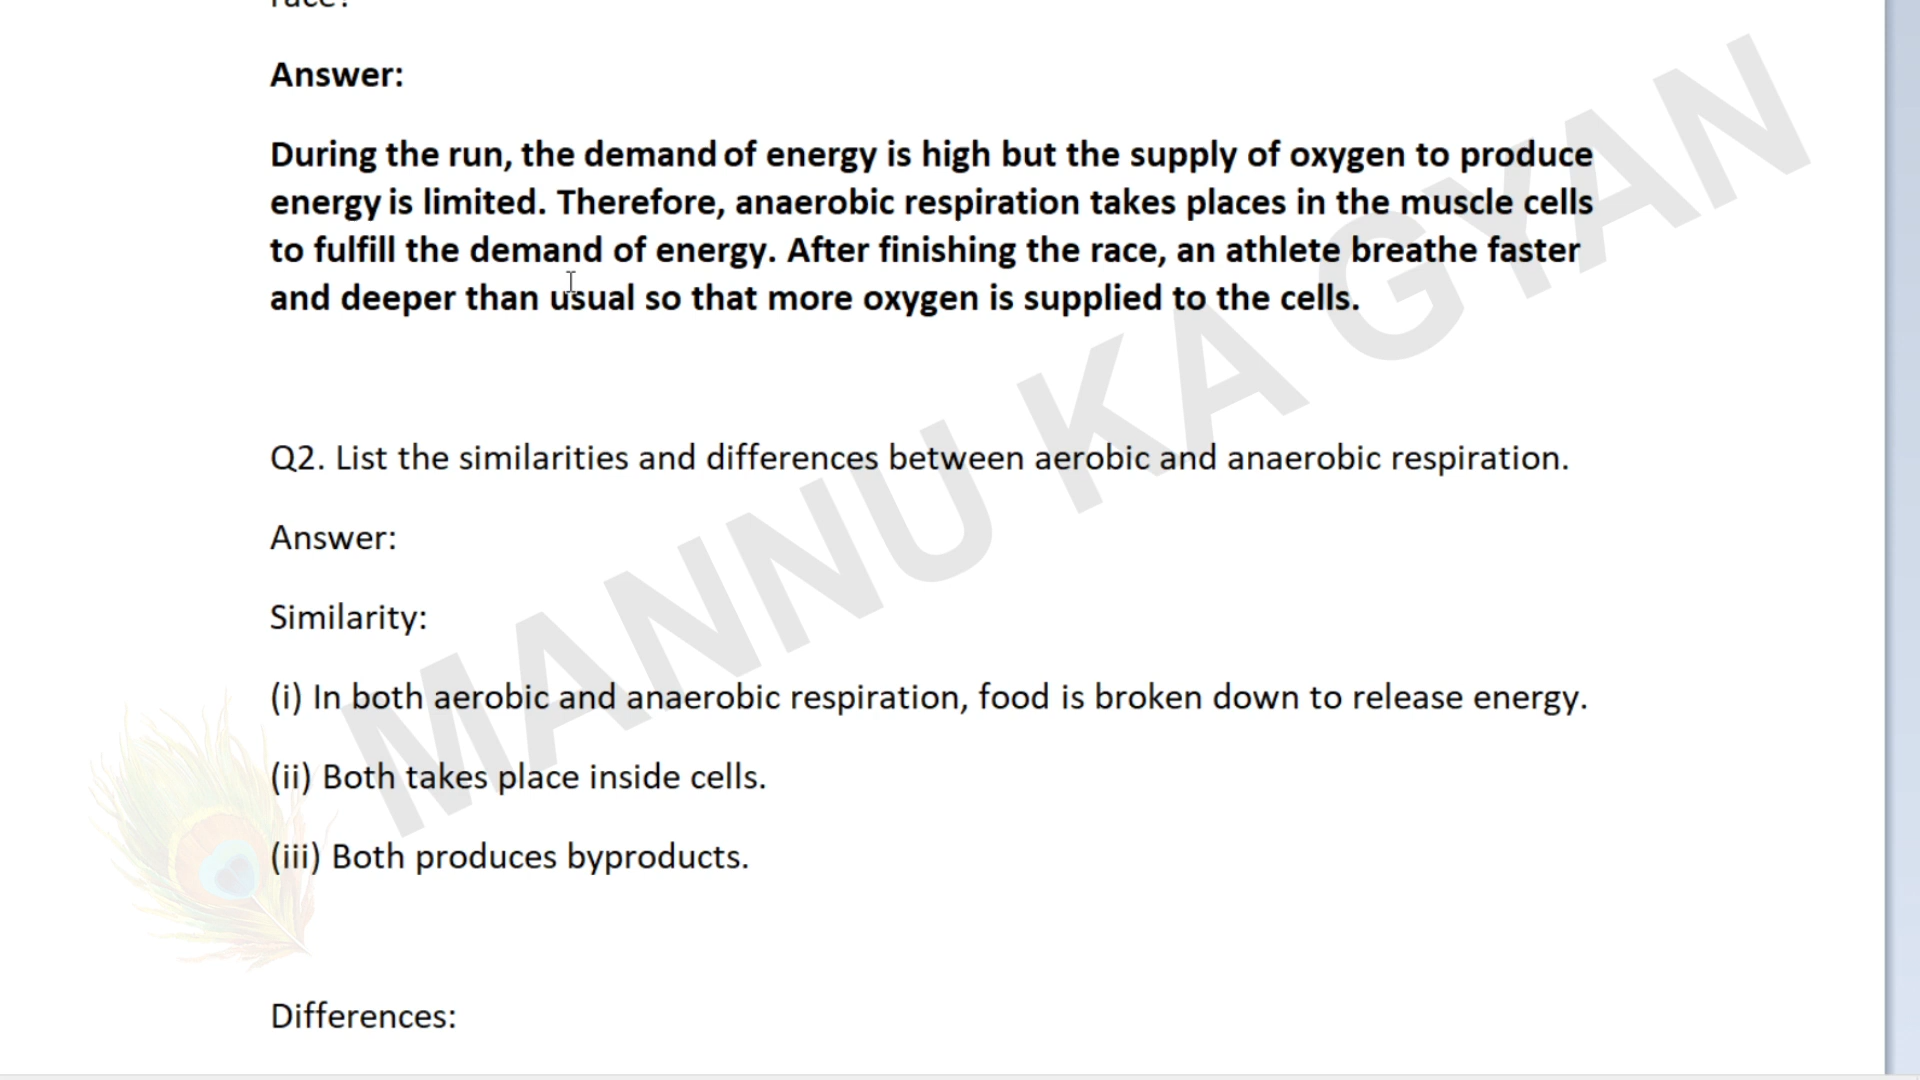 race?
Answer:
During the run, the demand of energy is high but the supply of oxygen to produce
energy is limited. Therefore, anaerobic respiration takes places in the muscle cells
to fulfill the demand of energy. After finishing the race, an athlete breathe faster
and deeper than usual so that more oxygen is supplied to the cells.
Q2. List the similarities and differences between aerobic and anaerobic respiration.
Answer:
Similarity:
(i) In both aerobic and anaerobic respiration, food is broken down to release energy.
(ii) Both takes place inside cells.
(iii) Both produces byproducts.
Differences:
MANNU KA GYAN